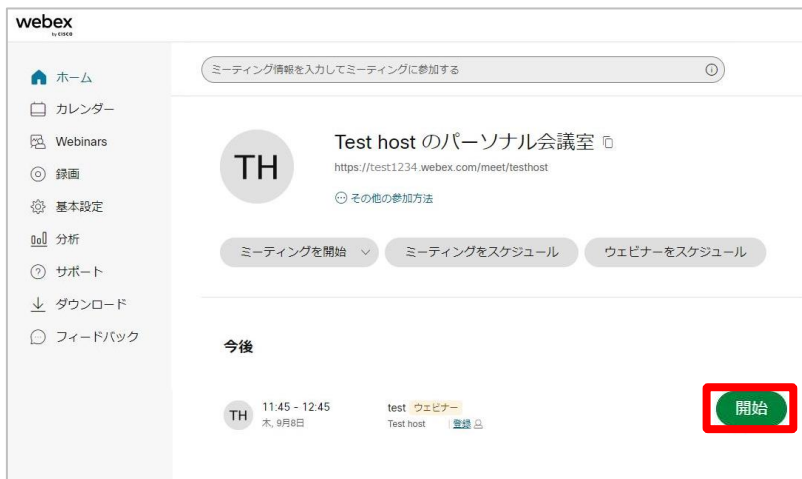 webex
by CISCO
ホーム
カレンダー
Webinars
録画
基本設定
分析
サポート
ダウンロード
フィードバック
ミーティング情報を入力してミーティングに参加する
TH
Test host のパーソナル会議室
https://test1234.webex.com/meet/testhost
その他の参加方法
ミーティングを開始
ミーティングをスケジュール
ウェビナーをスケジュール
今後
TH
11:45 - 12:45
木, 9月8日
test ウェビナー
Test host 登録
開始